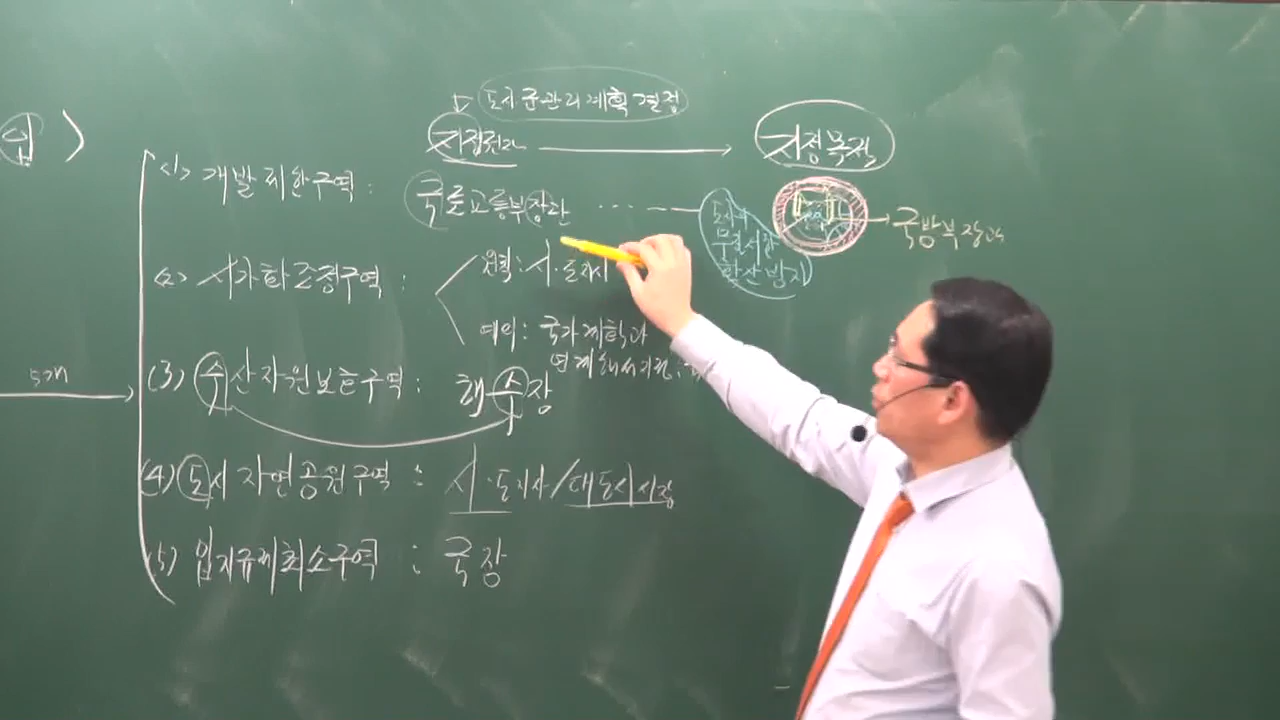 도시군관리계획결정
지정권자 → 지정목적
(1) 개발제한구역 : 국토교통부장관
도시의
무질서한
확산방지
국방부장관
(2) 시가화조정구역 :
원칙 : 시·도지사
예외 : 국가계획과
연계해서지정 :
5개
(3) 수산자원보호구역 : 해·수·장
(4) 도시자연공원구역 : 시·도지사/대도시시장
(5) 입지규제최소구역 : 국장